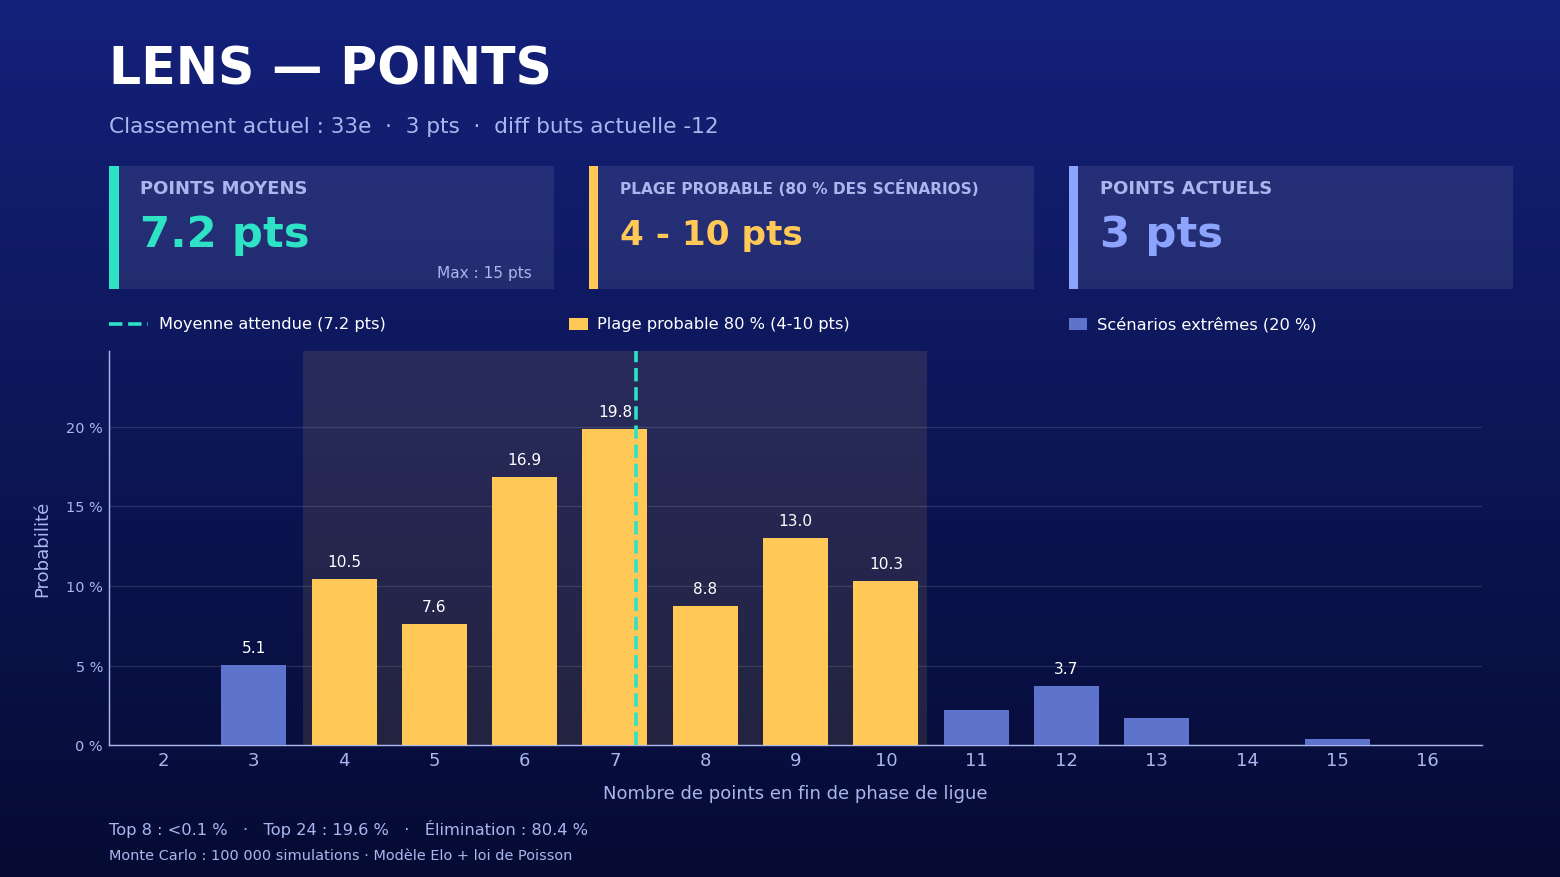 LENS — POINTS
Classement actuel : 33e · 3 pts · diff buts actuelle -12
POINTS MOYENS
7.2 pts
Max : 15 pts
PLAGE PROBABLE (80 % DES SCÉNARIOS)
4 - 10 pts
POINTS ACTUELS
3 pts
Moyenne attendue (7.2 pts)
Plage probable 80 % (4-10 pts)
Scénarios extrêmes (20 %)
Probabilité
20 %
15 %
10 %
5 %
0 %
5.1
10.5
7.6
16.9
19.8
8.8
13.0
10.3
3.7
2 3 4 5 6 7 8 9 10 11 12 13 14 15 16
Nombre de points en fin de phase de ligue
Top 8 : <0.1 % · Top 24 : 19.6 % · Élimination : 80.4 %
Monte Carlo : 100 000 simulations · Modèle Elo + loi de Poisson